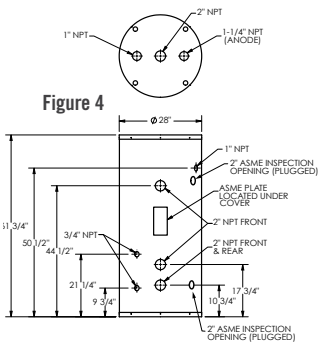 2" NPT
1" NPT
1-1/4" NPT
(ANODE)
Figure 4
Ø 28"
1" NPT
2" ASME INSPECTION
OPENING (PLUGGED)
ASME PLATE
LOCATED UNDER
COVER
2" NPT FRONT
2" NPT FRONT
& REAR
3/4" NPT
1 3/4"
50 1/2"
44 1/2"
21 1/4"
9 3/4"
17 3/4"
10 3/4"
2" ASME INSPECTION
OPENING (PLUGGED)